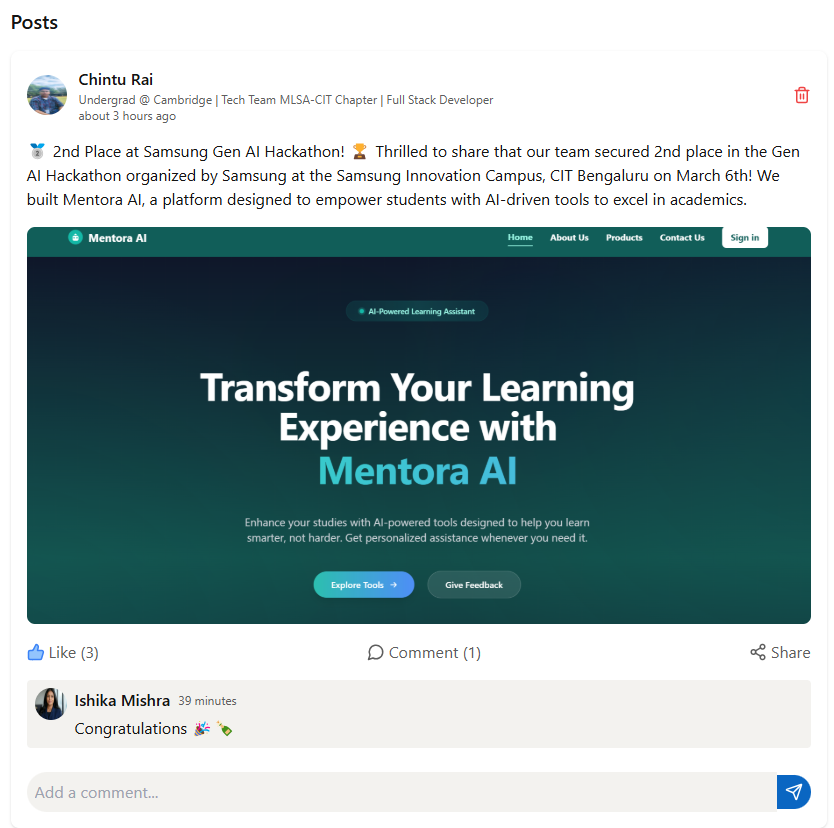 Posts
Chintu Rai
Undergrad @ Cambridge | Tech Team MLSA-CIT Chapter | Full Stack Developer
about 3 hours ago
🥈 2nd Place at Samsung Gen AI Hackathon! 🏆 Thrilled to share that our team secured 2nd place in the Gen
AI Hackathon organized by Samsung at the Samsung Innovation Campus, CIT Bengaluru on March 6th! We
built Mentora AI, a platform designed to empower students with AI-driven tools to excel in academics.
Mentora AI Home About Us Products Contact Us Sign in
AI-Powered Learning Assistant
Transform Your Learning
Experience with
Mentora AI
Enhance your studies with AI-powered tools designed to help you learn
smarter, not harder. Get personalized assistance whenever you need it.
Explore Tools → Give Feedback
Like (3) Comment (1) Share
Ishika Mishra 39 minutes
Congratulations 🎉 🍾
Add a comment...